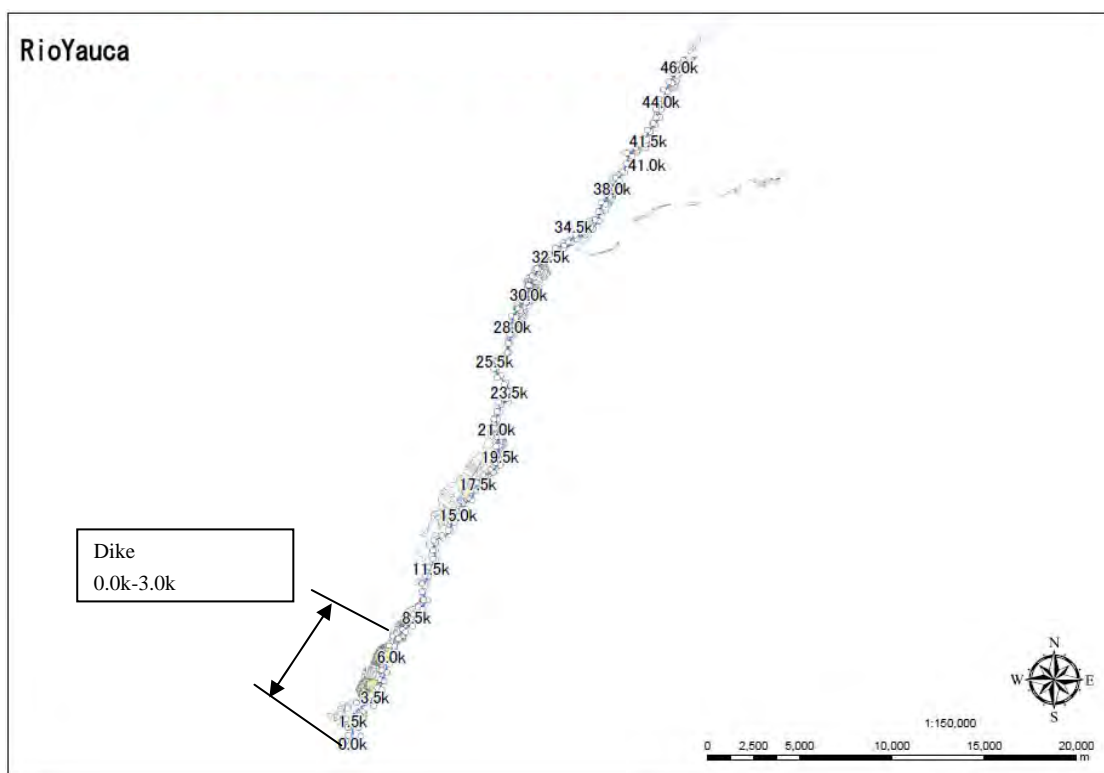 RioYauca
46.0k
44.0k
41.5k
41.0k
38.0k
34.5k
32.5k
30.0k
28.0k
25.5k
23.5k
21.0k
19.5k
17.5k
15.0k
Dike
0.0k-3.0k
11.5k
8.5k
6.0k
3.5k
1.5k
0.0k
N
W E
S
1:150,000
0 2,500 5,000 10,000 15,000 20,000
m